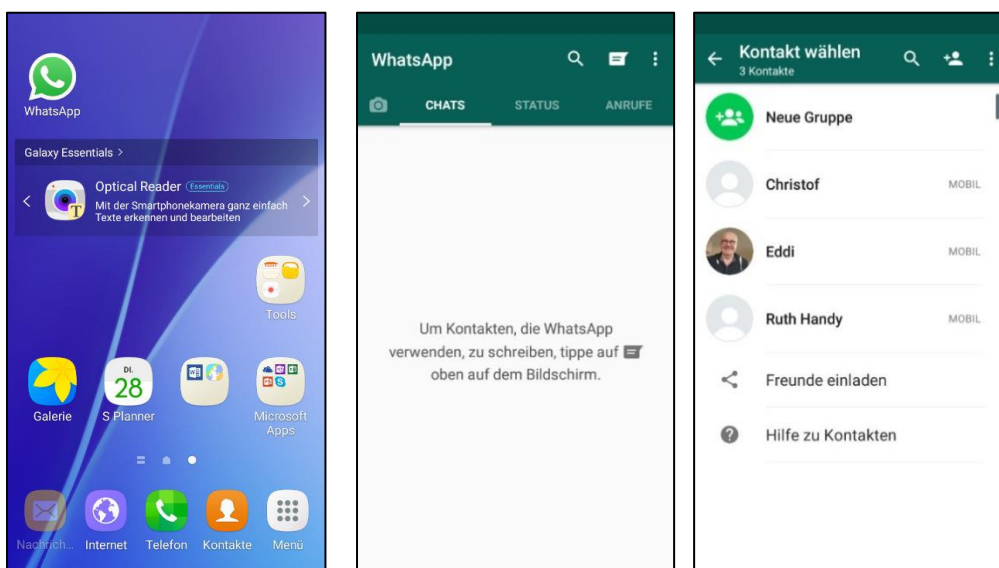 WhatsApp
Galaxy Essentials >
Optical Reader Essentials
Mit der Smartphonekamera ganz einfach
Texte erkennen und bearbeiten
T
Tools
DI.
28
Galerie
S Planner
Microsoft
Apps
Nachrich...
Internet
Telefon
Kontakte
Menü
WhatsApp
CHATS
STATUS
ANRUFE
Um Kontakten, die WhatsApp
verwenden, zu schreiben, tippe auf
oben auf dem Bildschirm.
Kontakt wählen
3 Kontakte
Neue Gruppe
Christof MOBIL
Eddi MOBIL
Ruth Handy MOBIL
Freunde einladen
Hilfe zu Kontakten